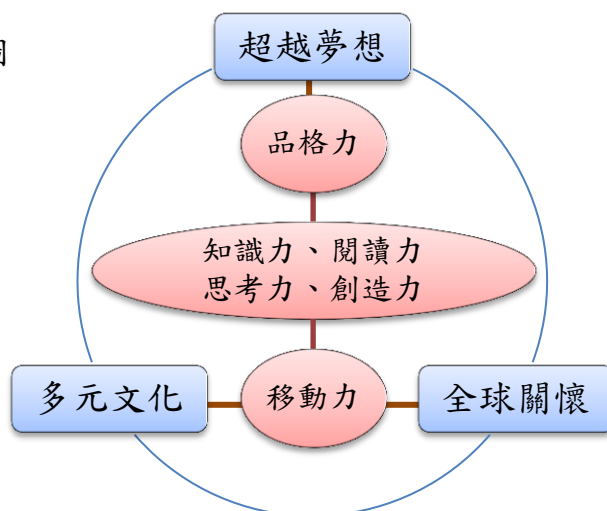 超越夢想
品格力
知識力、閱讀力
思考力、創造力
多元文化
移動力
全球關懷